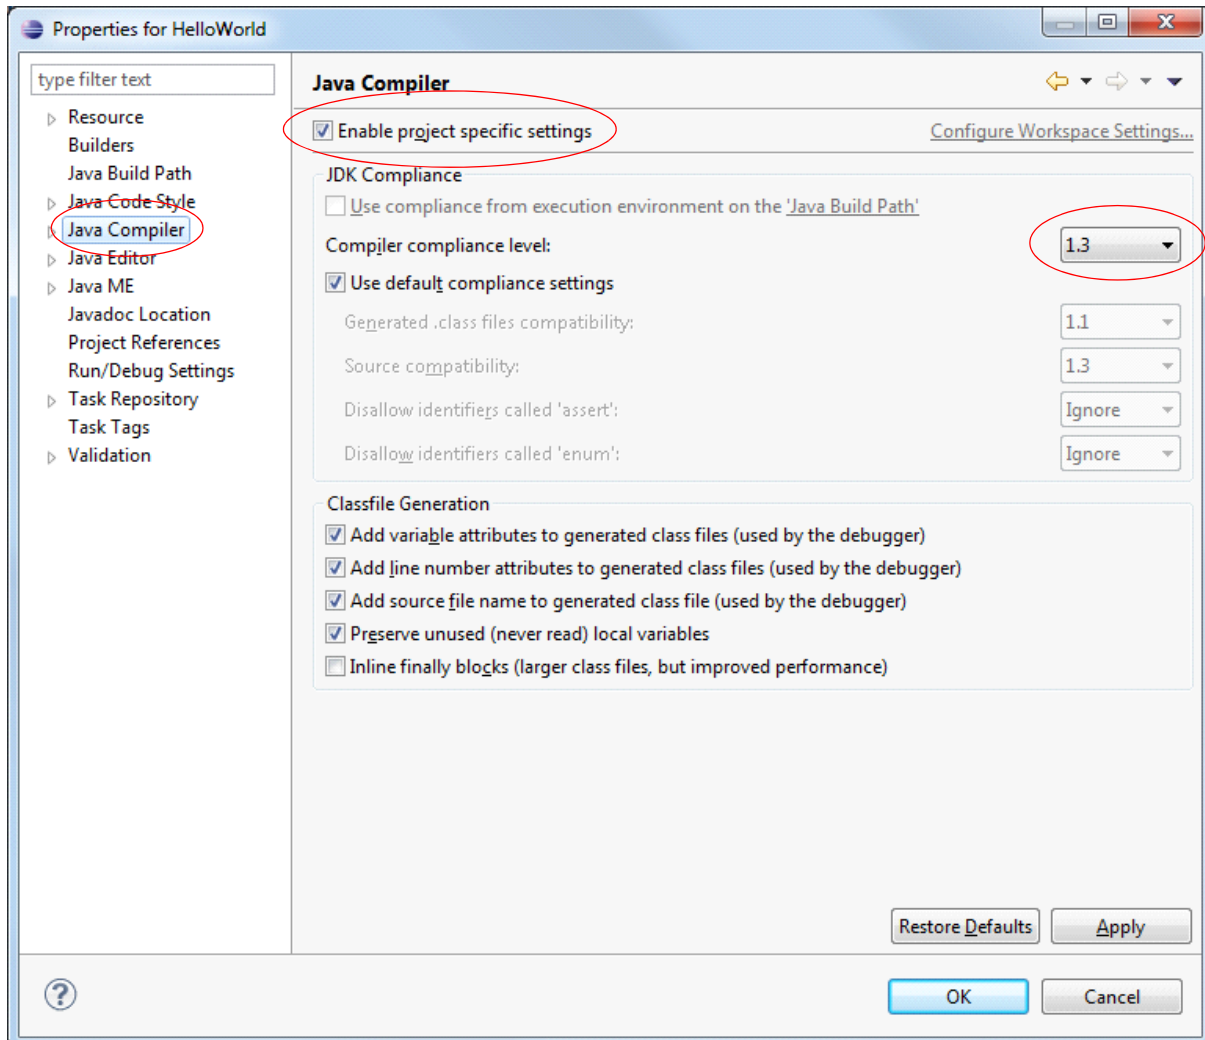 Properties for HelloWorld
type filter text
Resource
Builders
Java Build Path
Java Code Style
Java Compiler
Java Editor
Java ME
Javadoc Location
Project References
Run/Debug Settings
Task Repository
Task Tags
Validation
Java Compiler
Enable project specific settings
Configure Workspace Settings...
JDK Compliance
Use compliance from execution environment on the 'Java Build Path'
Compiler compliance level: 1.3
Use default compliance settings
Generated .class files compatibility: 1.1
Source compatibility: 1.3
Disallow identifiers called 'assert': Ignore
Disallow identifiers called 'enum': Ignore
Classfile Generation
Add variable attributes to generated class files (used by the debugger)
Add line number attributes to generated class files (used by the debugger)
Add source file name to generated class file (used by the debugger)
Preserve unused (never read) local variables
Inline finally blocks (larger class files, but improved performance)
Restore Defaults Apply
? OK Cancel